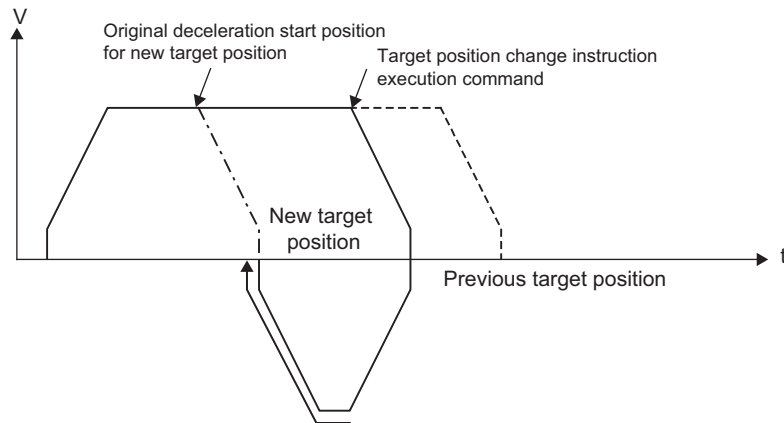 V
Original deceleration start position
for new target position
Target position change instruction
execution command
New target
position
t
Previous target position